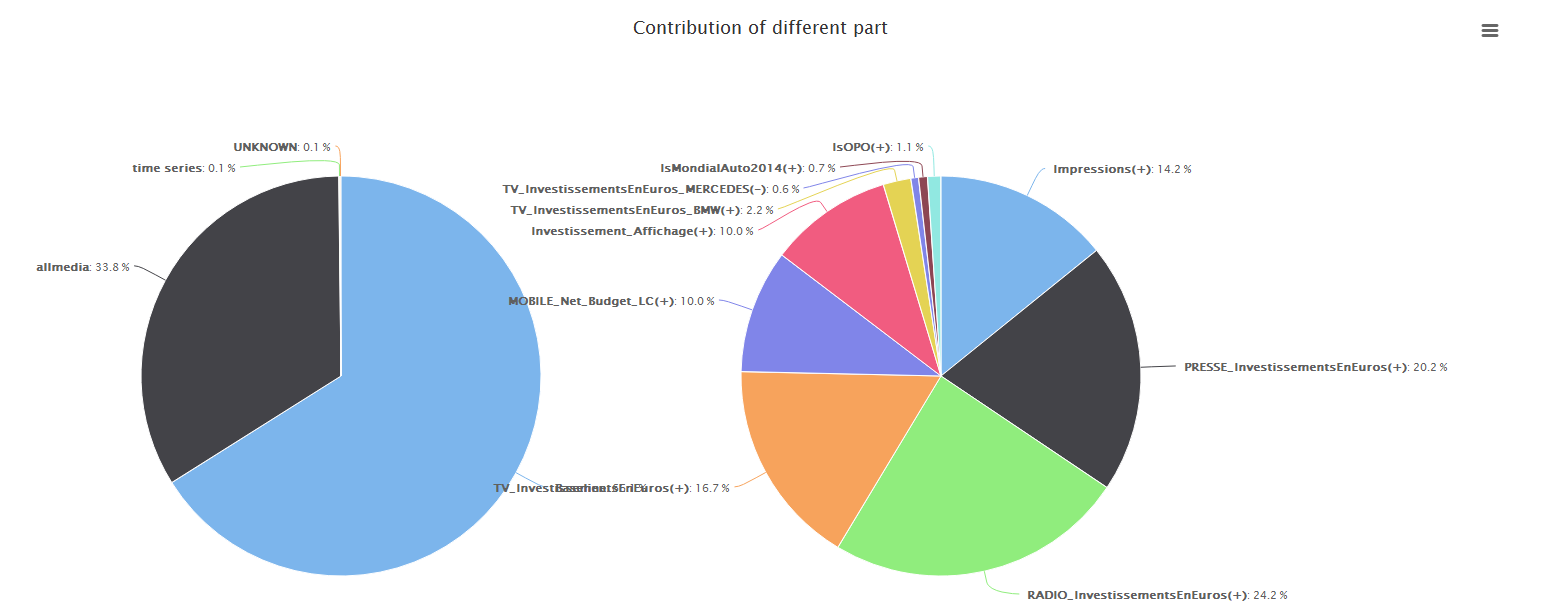 Contribution of different part
UNKNOWN: 0.1 %
time series: 0.1 %
allmedia: 33.8 %
IsOPO(+): 1.1 %
IsMondialAuto2014(+): 0.7 %
TV_InvestissementsEnEuros_MERCEDES(−): 0.6 %
TV_InvestissementsEnEuros_BMW(+): 2.2 %
Investissement_Affichage(+): 10.0 %
MOBILE_Net_Budget_LC(+): 10.0 %
TV_InvestissementsEnEuros(+): 16.7 %
Impressions(+): 14.2 %
PRESSE_InvestissementsEnEuros(+): 20.2 %
RADIO_InvestissementsEnEuros(+): 24.2 %